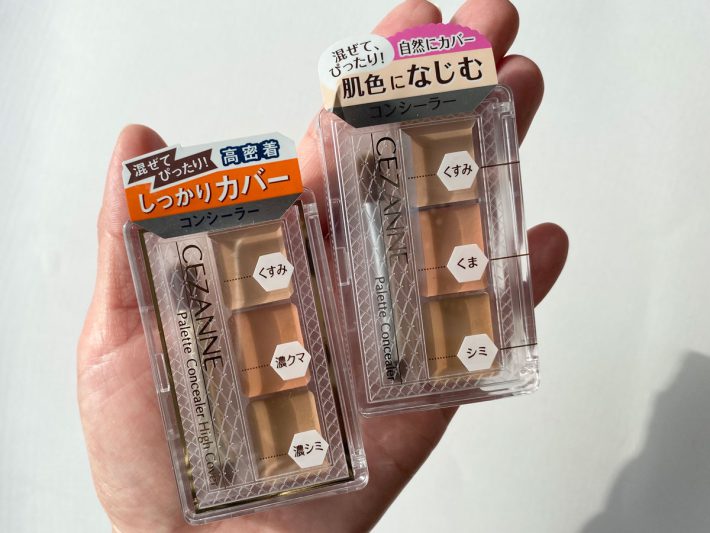 混ぜて
ぴったり!
高密着
しっかりカバー
コンシーラー
CEZANNE
Palette Concealer High Cover
くすみ
濃クマ
濃シミ
混ぜて、
ぴったり!
自然にカバー
肌色になじむ
コンシーラー
CEZANNE
Palette Concealer
くすみ
くま
シミ